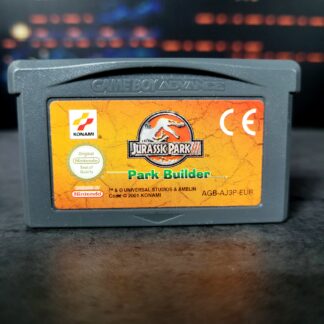 GAME BOY ADVANCE
KONAMI
JURASSIC PARK III
Park Builder
CE
Original
Nintendo
Seal of
Quality
Nintendo
™ & © UNIVERSAL STUDIOS & AMBLIN
Code © 2001 KONAMI
AGB-AJ3P-EUR